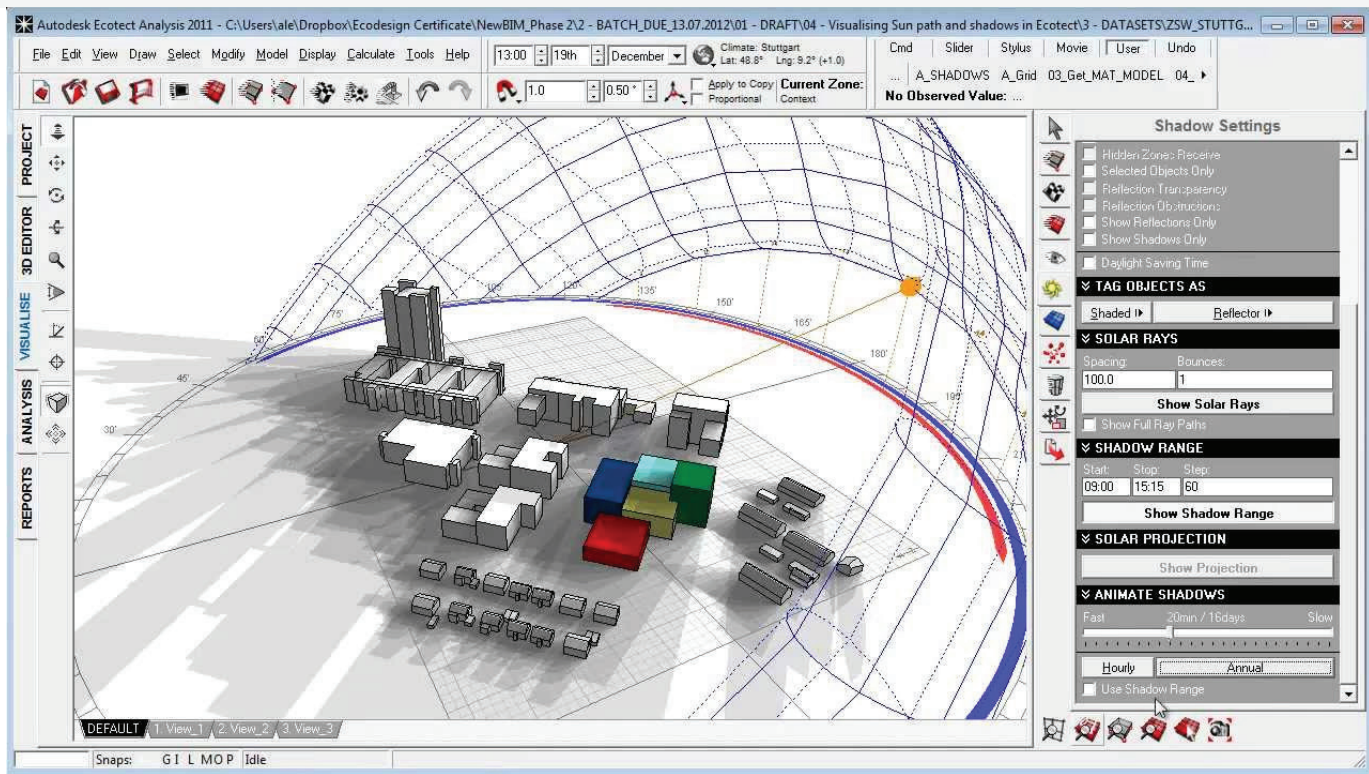 Autodesk Ecotect Analysis 2011 - C:\Users\ale\Dropbox\Ecodesign Certificate\NewBIM_Phase 2\2 - BATCH_DUE_13.07.2012\01 - DRAFT\04 - Visualising Sun path and shadows in Ecotect\3 - DATASETS\ZSW_STUTTG...
File Edit View Draw Select Modify Model Display Calculate Tools Help
13:00 19th December
Climate: Stuttgart
Lat: 48.8° Lng: 9.2° (+1.0)
Cmd Slider Stylus Movie User Undo
... A_SHADOWS A_Grid 03_Get_MAT_MODEL 04_
No Observed Value: ...
1.0 0.50 °
Apply to Copy
Proportional
Current Zone:
Context
PROJECT
3D EDITOR
VISUALISE
ANALYSIS
REPORTS
30°
45°
75°
120°
135°
150°
165°
180°
195°
Shadow Settings
Hidden Zones Receive
Selected Objects Only
Reflection Transparency
Reflection Obstructions
Show Reflections Only
Show Shadows Only
Daylight Saving Time
TAG OBJECTS AS
Shaded Reflector
SOLAR RAYS
Spacing: Bounces:
100.0 1
Show Solar Rays
Show Full Ray Paths
SHADOW RANGE
Start: Stop: Step:
09:00 15:15 60
Show Shadow Range
SOLAR PROJECTION
Show Projection
ANIMATE SHADOWS
Fast 20min / 16days Slow
Hourly Annual
Use Shadow Range
DEFAULT 1. View_1 2. View_2 3. View_3
Snaps: G I L M O P Idle